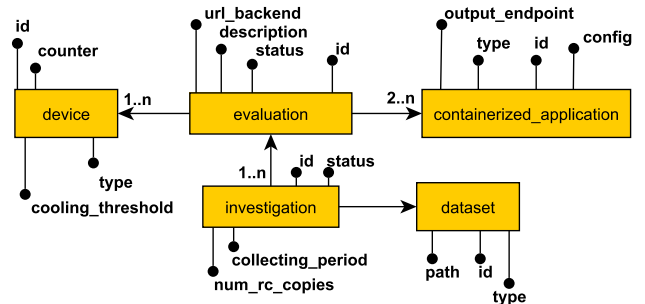 url_backend
description
status
id
output_endpoint
type
id
config
id
counter
device
1..n
evaluation
2..n
containerized_application
type
cooling_threshold
1..n
id
status
investigation
dataset
collecting_period
num_rc_copies
path
id
type